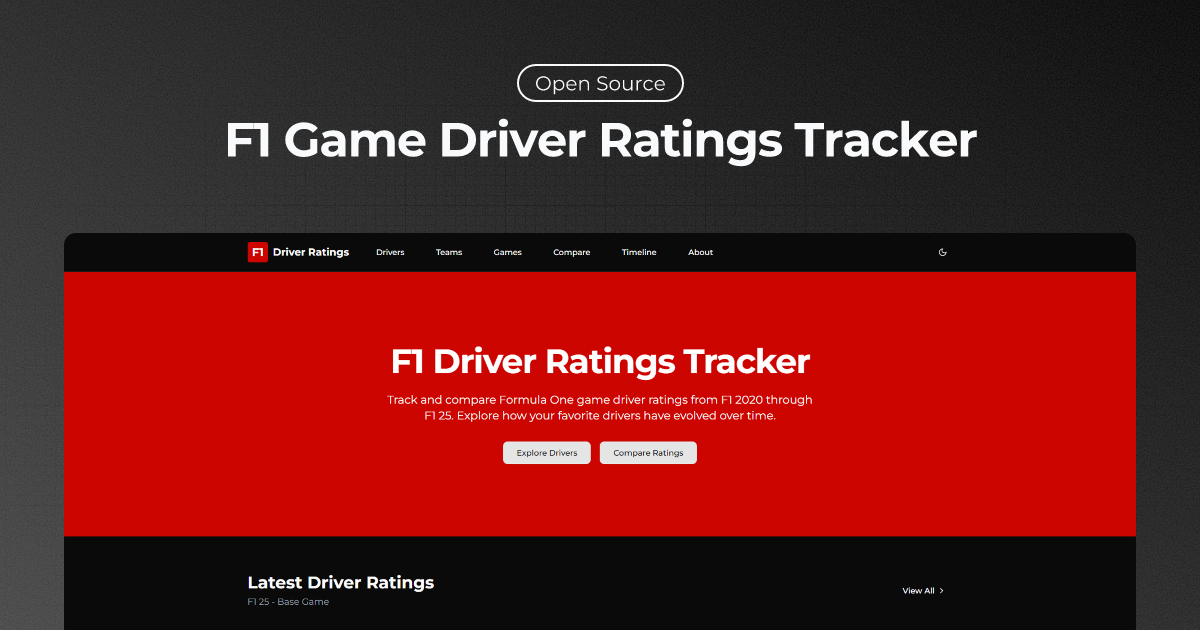 Open Source
F1 Game Driver Ratings Tracker
F1 Driver Ratings Drivers Teams Games Compare Timeline About
F1 Driver Ratings Tracker
Track and compare Formula One game driver ratings from F1 2020 through
F1 25. Explore how your favorite drivers have evolved over time.
Explore Drivers Compare Ratings
Latest Driver Ratings
F1 25 - Base Game
View All